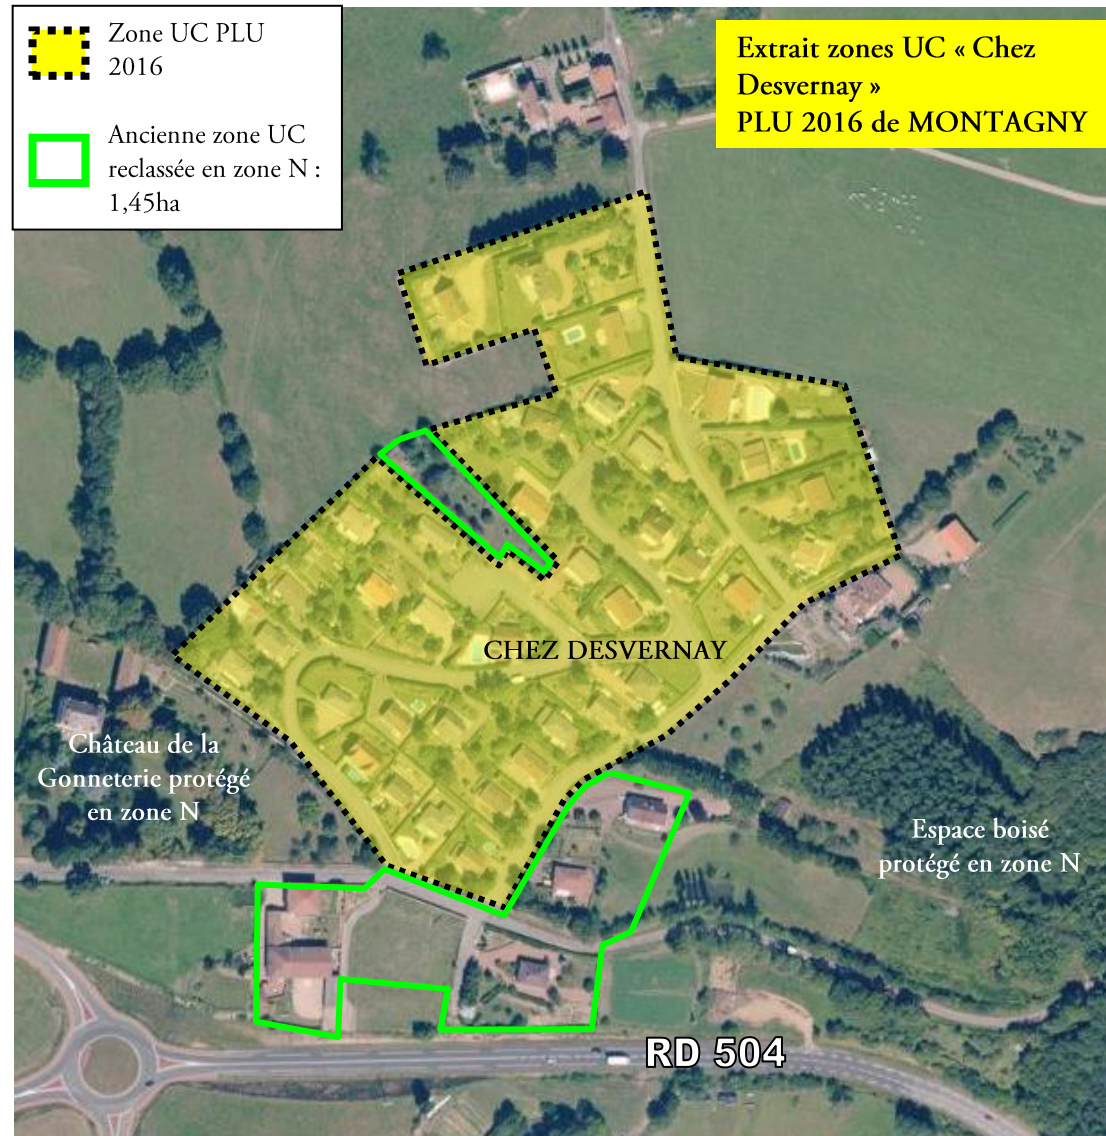 Zone UC PLU
2016
Ancienne zone UC
reclassée en zone N :
1,45ha
Extrait zones UC « Chez
Desvernay »
PLU 2016 de MONTAGNY
CHEZ DESVERNAY
Château de la
Gonneterie protégé
en zone N
Espace boisé
protégé en zone N
RD 504